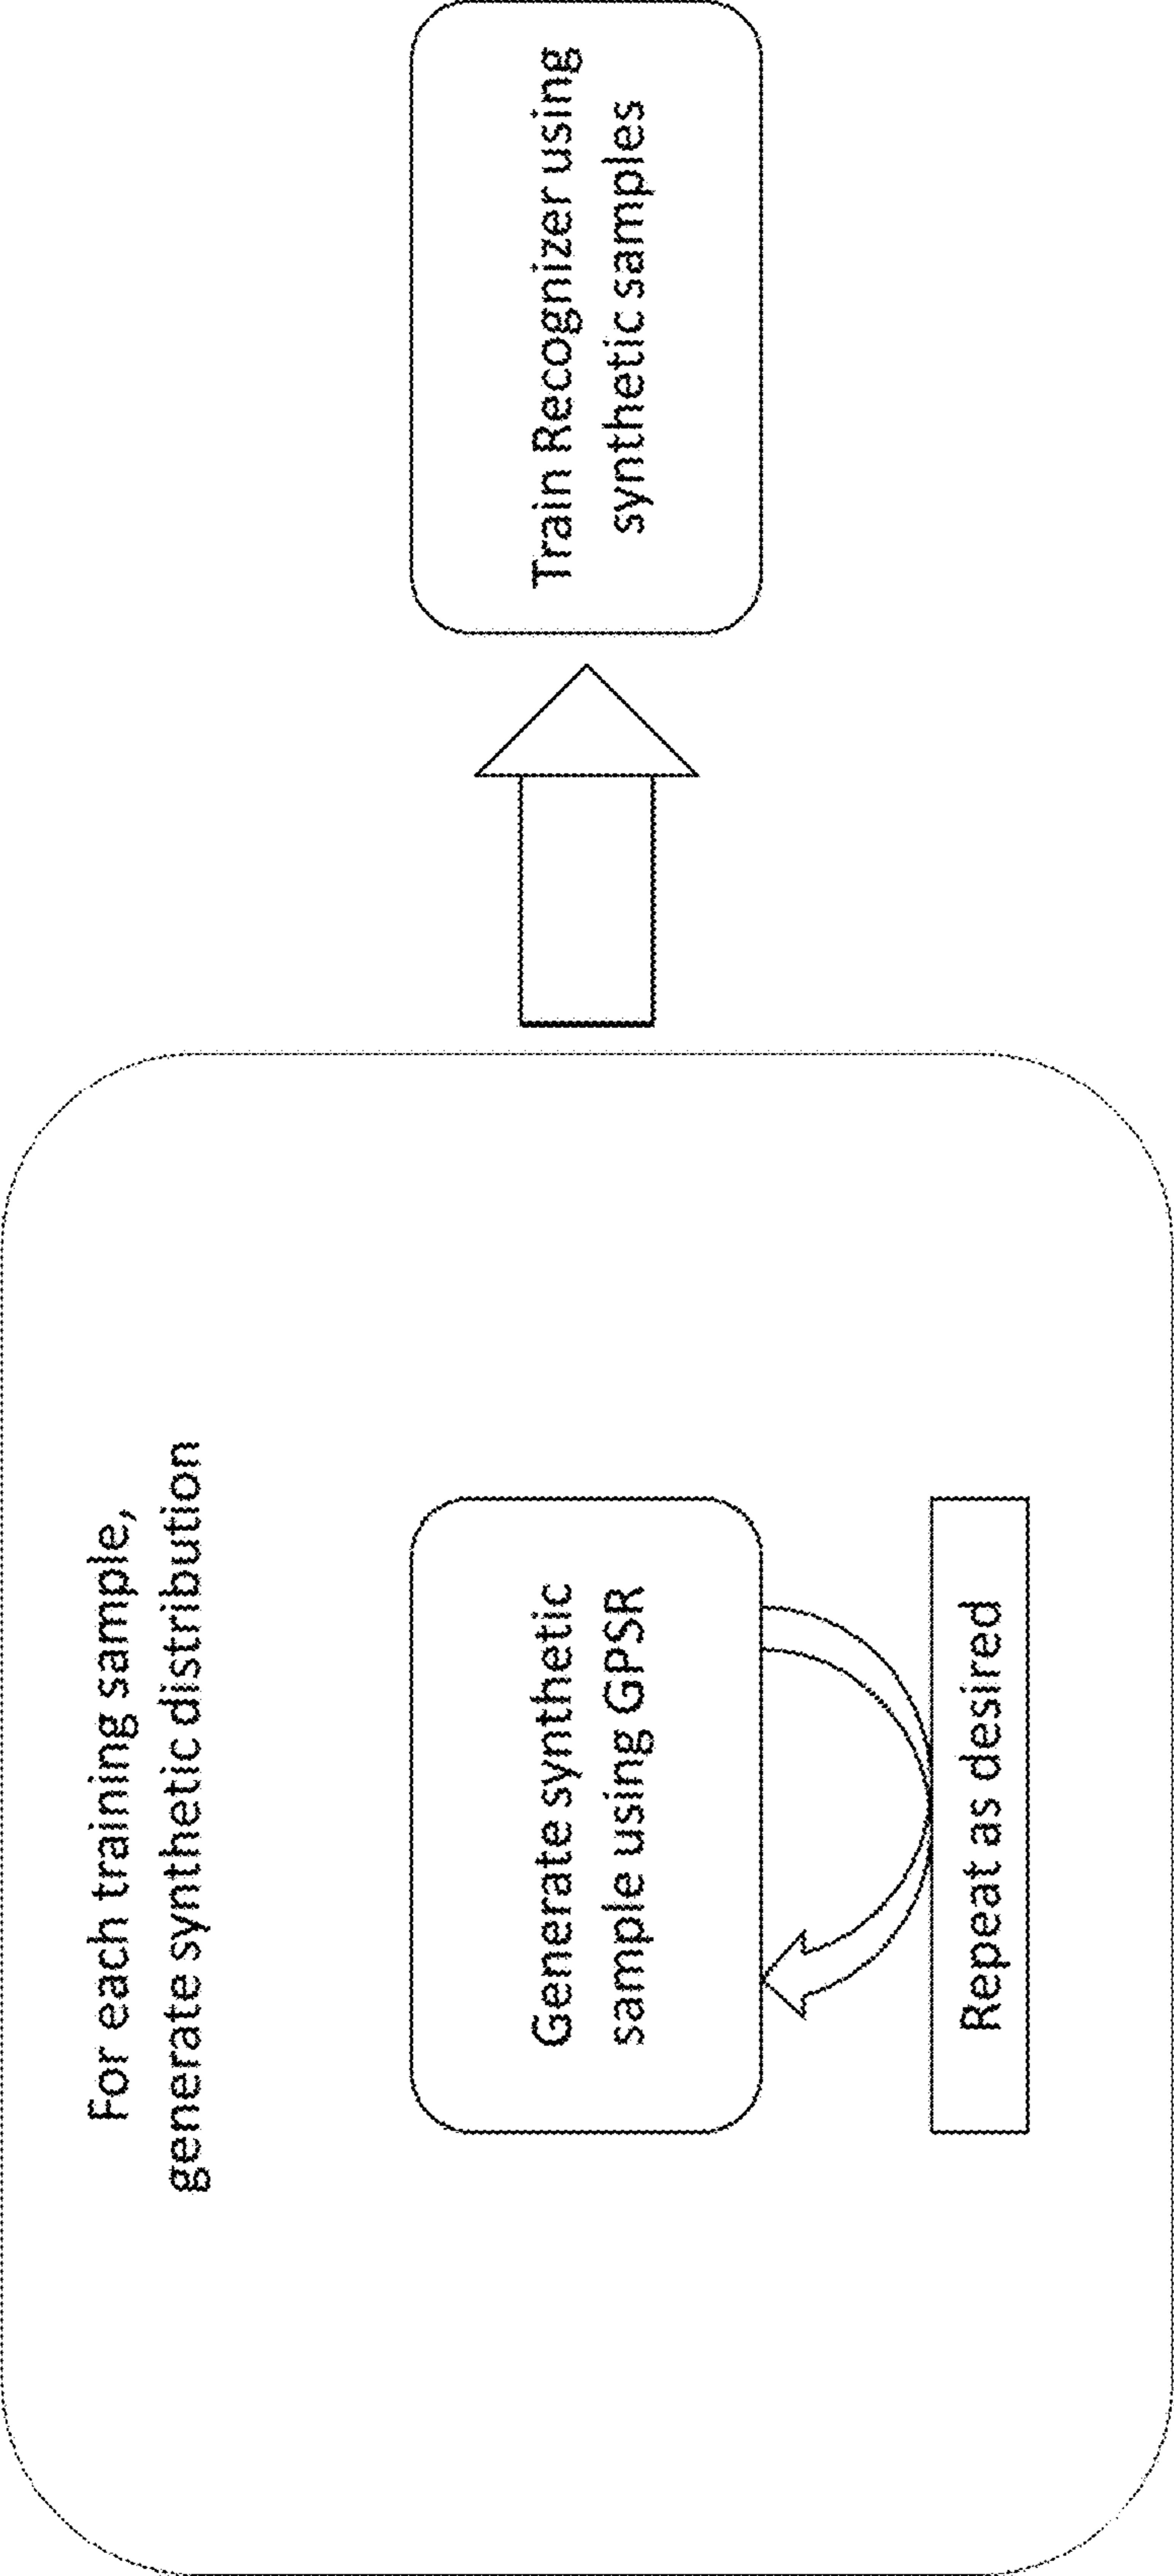 For each training sample,
generate synthetic distribution
Generate synthetic
sample using GPSR
Repeat as desired
Train Recognizer using
synthetic samples